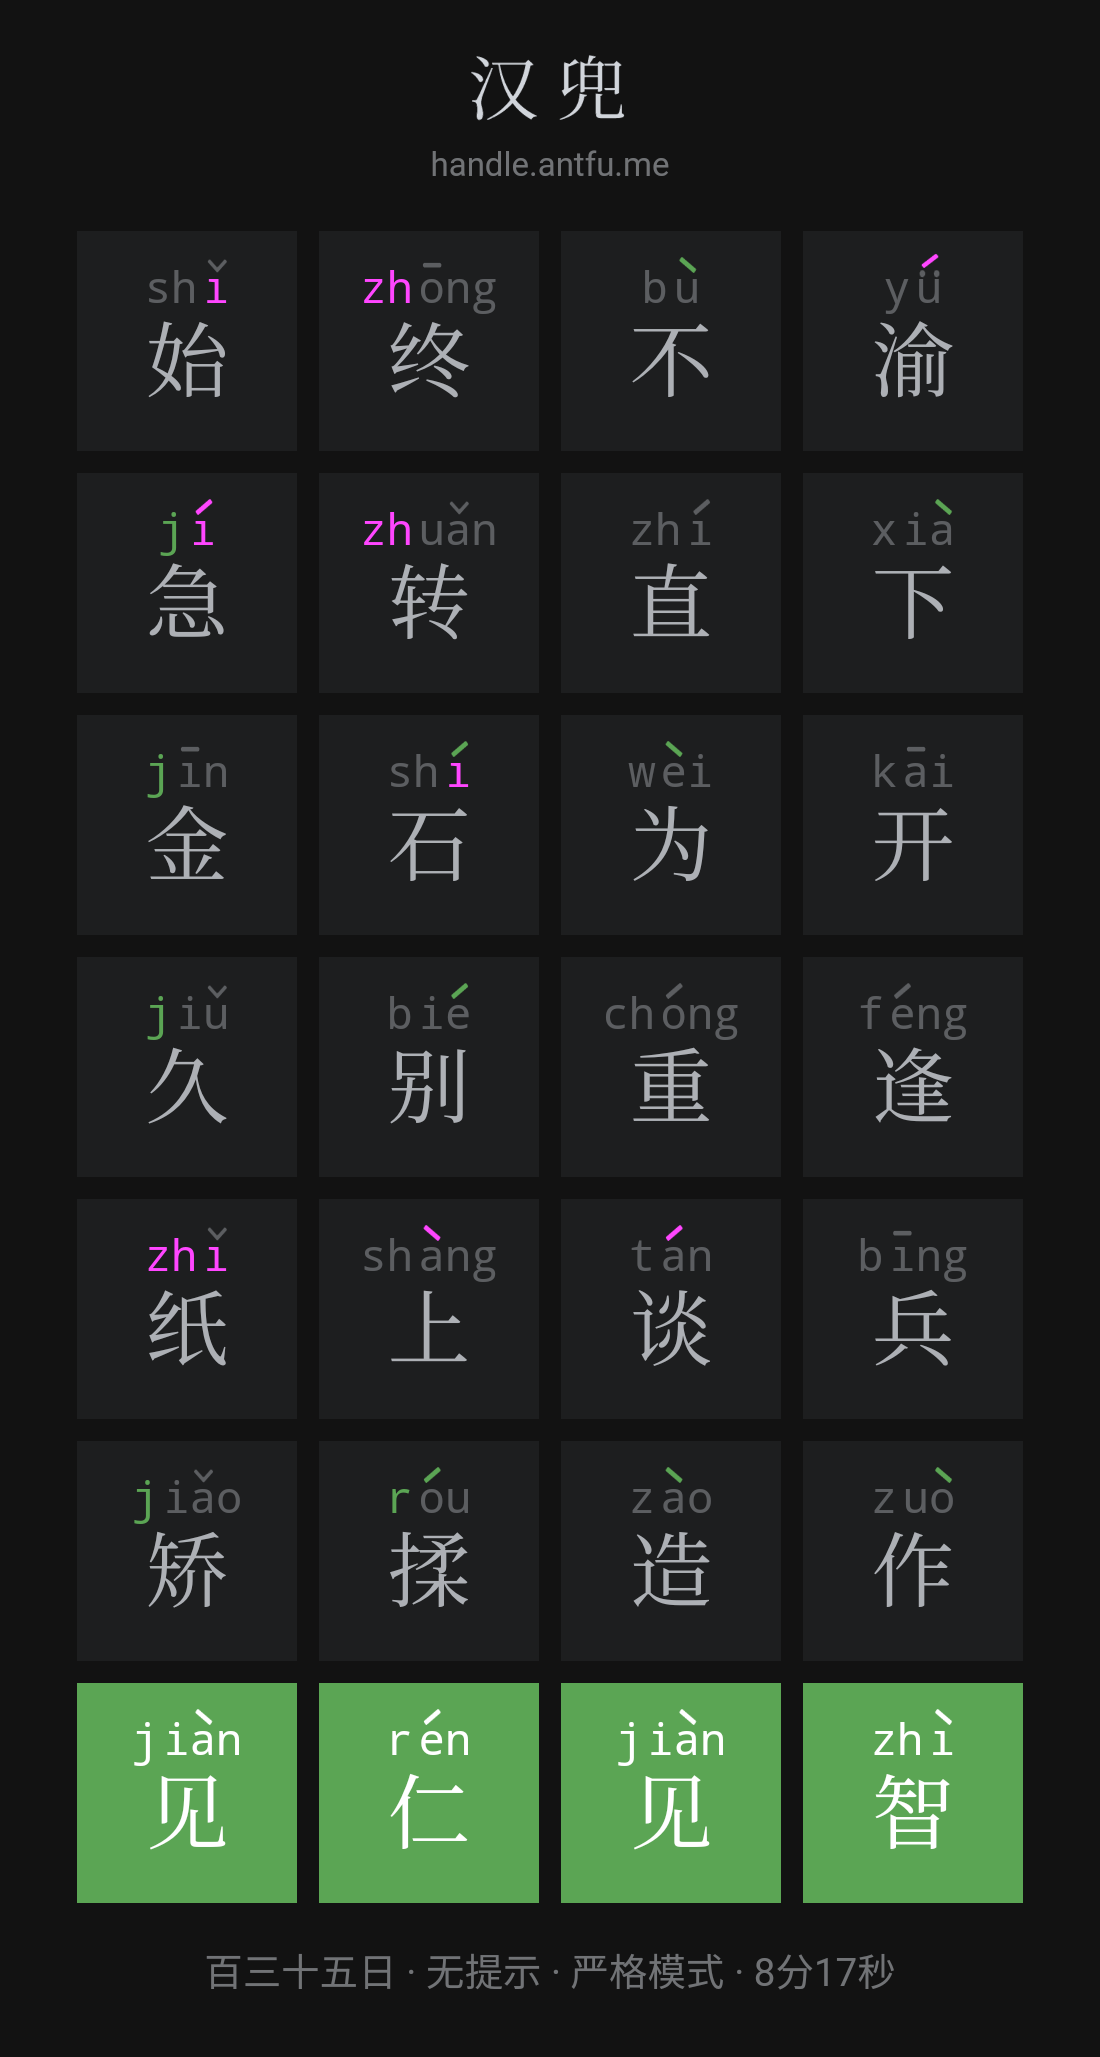 汉兜
handle.antfu.me
shǐ zhōng bù yǘ
始 终 不 渝
jí zhuǎn zhí xià
急 转 直 下
jīn shí wèi kāi
金 石 为 开
jiǔ bié chóng féng
久 别 重 逢
zhǐ shàng tán bīng
纸 上 谈 兵
jiǎo róu zào zuò
矫 揉 造 作
jiàn rén jiàn zhì
见 仁 见 智
百三十五日 · 无提示 · 严格模式 · 8分17秒